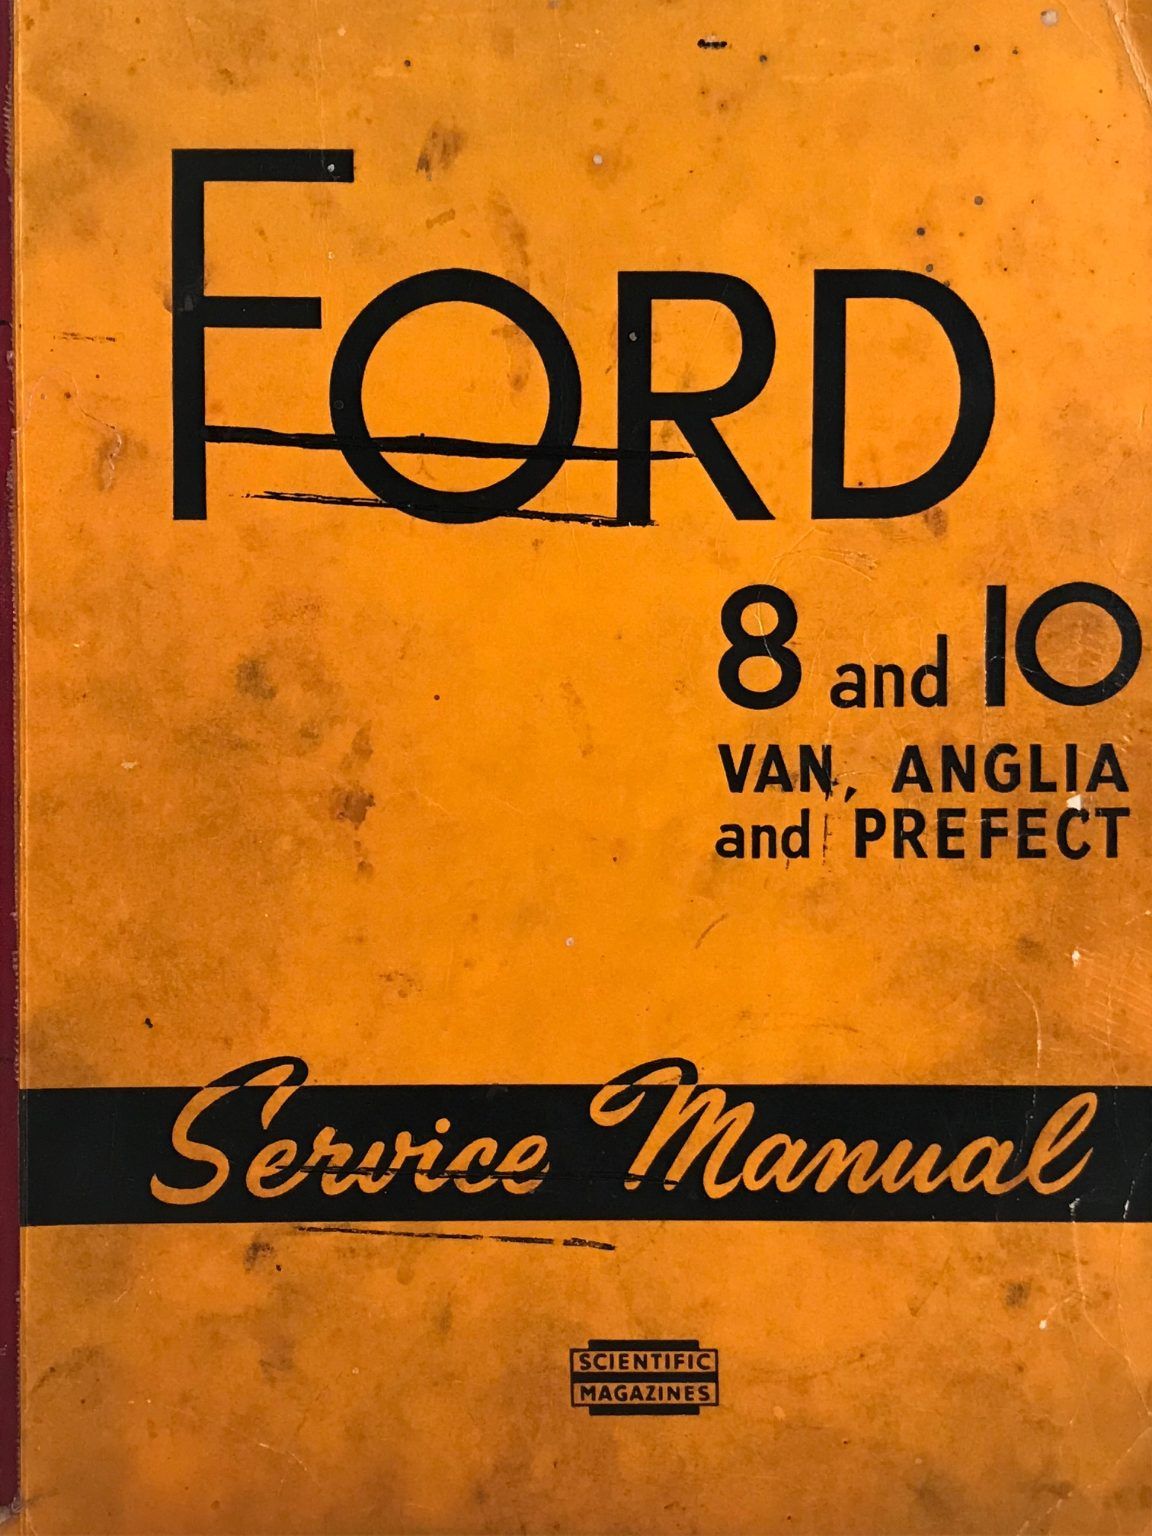 FORD
8 and 10
VAN, ANGLIA
and PREFECT
Service Manual
SCIENTIFIC
MAGAZINES